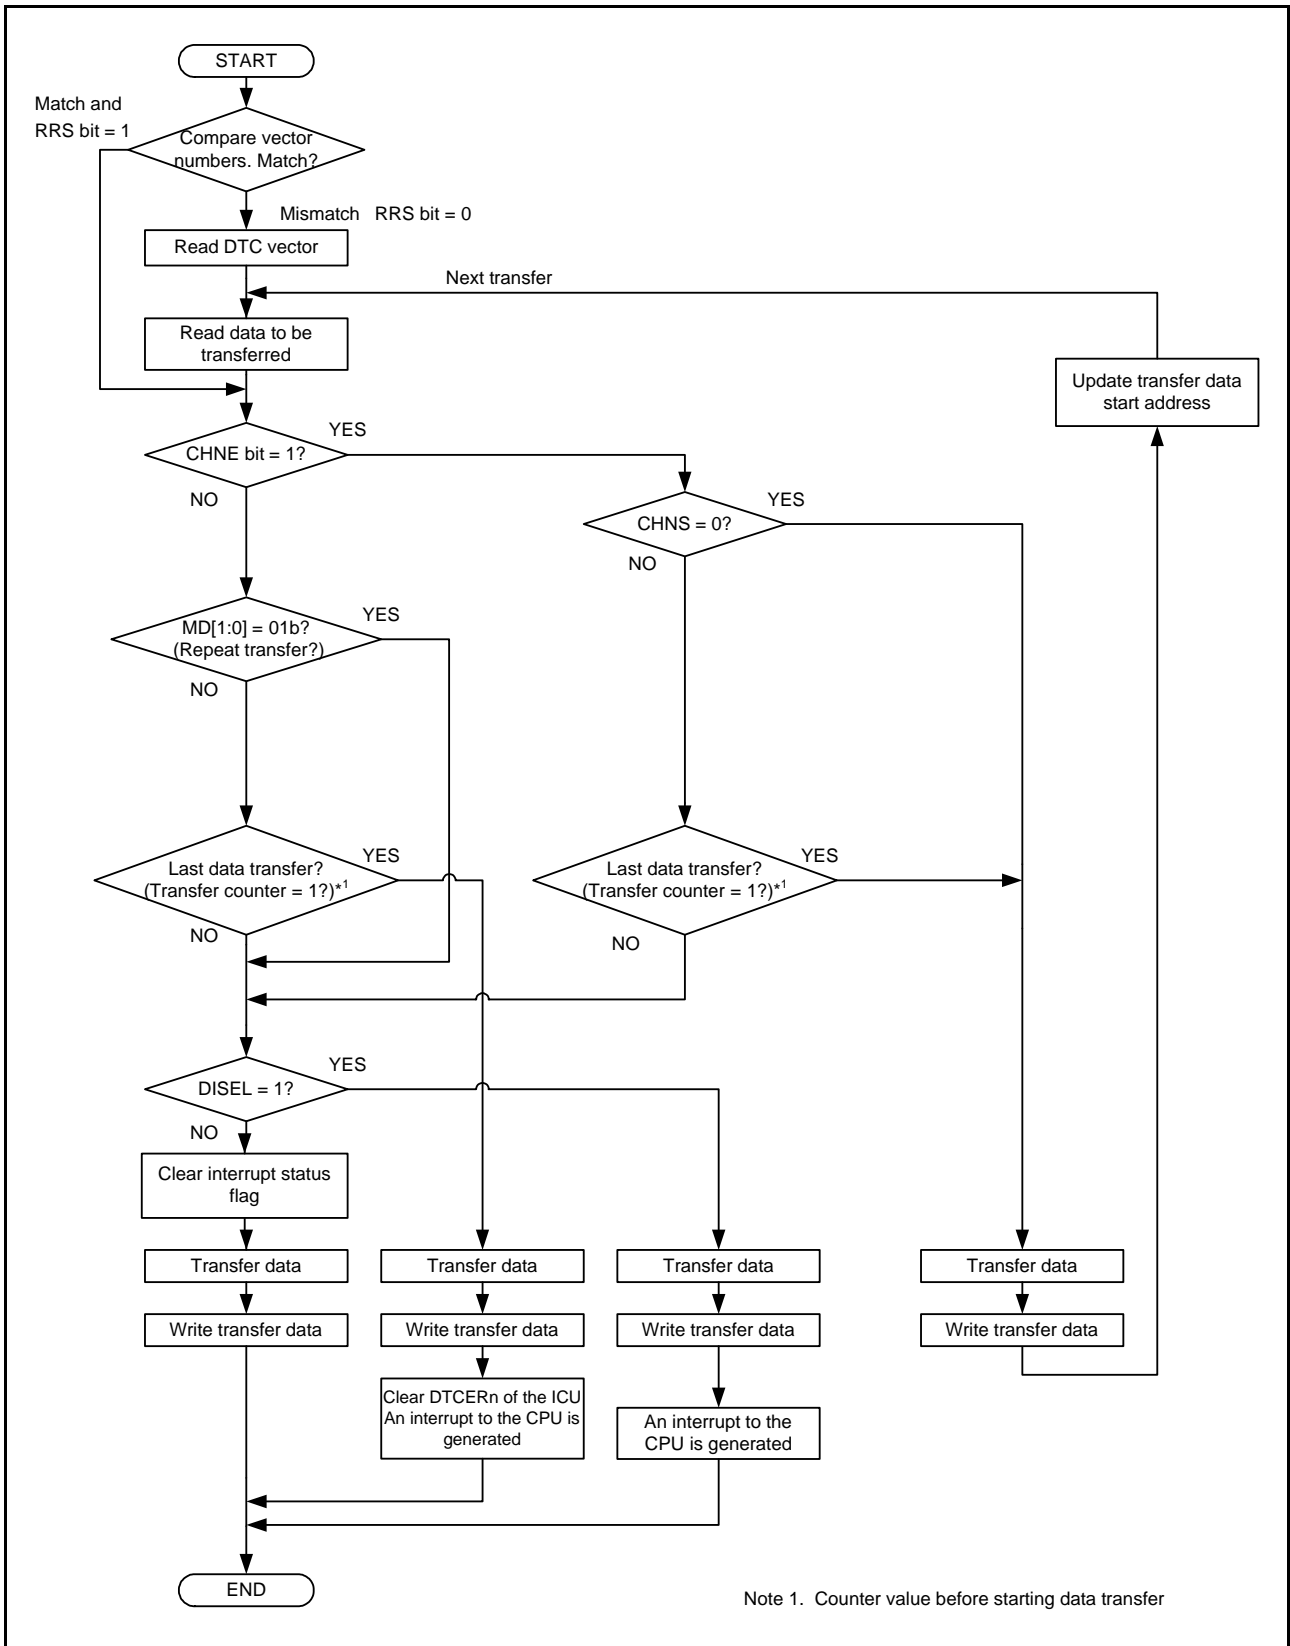 START
Match and
RRS bit = 1
Compare vector
numbers. Match?
Mismatch RRS bit = 0
Read DTC vector
Next transfer
Read data to be
transferred
Update transfer data
start address
YES
CHNE bit = 1?
NO
YES
CHNS = 0?
NO
YES
MD[1:0] = 01b?
(Repeat transfer?)
NO
YES
Last data transfer?
(Transfer counter = 1?)*1
NO
YES
Last data transfer?
(Transfer counter = 1?)*1
NO
YES
DISEL = 1?
NO
Clear interrupt status
flag
Transfer data
Transfer data
Transfer data
Transfer data
Write transfer data
Write transfer data
Write transfer data
Write transfer data
Clear DTCERn of the ICU
An interrupt to the CPU is
generated
An interrupt to the
CPU is generated
END
Note 1. Counter value before starting data transfer